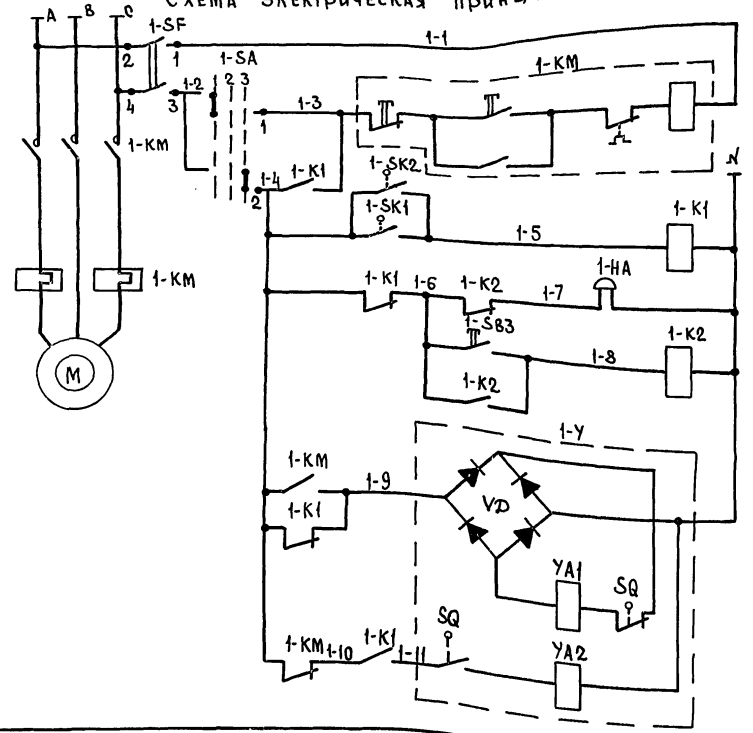 СХЕМА ЭЛЕКТРИЧЕСКАЯ
А В С 1-SF
2 1 1-1
4 3 1-2
1-SA
2 3
1-KM
1 1-3
1-KM
1-4 1-K1
2
1-SK2
1-SK1
N
1-5 1-K1
1-KM
1-K1 1-6 1-K2 1-7 1-HA
1-SB3
1-K2
1-8 1-K2
M
1-Y
1-KM
1-9
VD
1-K1
YA1 SQ
SQ
1-KM 1-10 1-K1 1-11
YA2